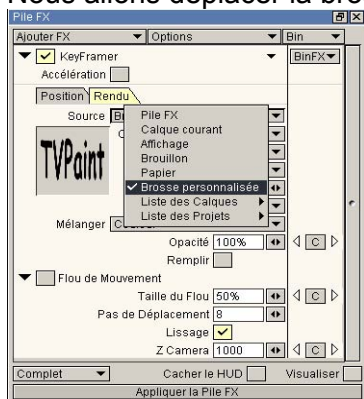 Nous allons déplacer la bro
Pile FX
Ajouter FX Options Bin
KeyFramer BinFX
Accélération
Position Rendu
Source
Pile FX
Calque courant
Affichage
Brouillon
Papier
Brosse personnalisée
Liste des Calques
Liste des Projets
TVPaint
Mélanger
Opacité 100% C
Remplir
Flou de Mouvement
Taille du Flou 50% C
Pas de Déplacement 8
Lissage
Z Camera 1000 C
Complet Cacher le HUD Visualiser
Appliquer la Pile FX